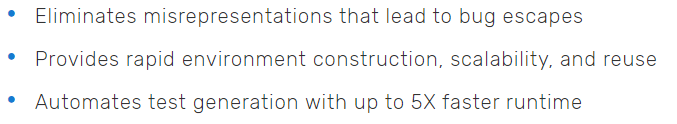 • Eliminates misrepresentations that lead to bug escapes
• Provides rapid environment construction, scalability, and reuse
• Automates test generation with up to 5X faster runtime